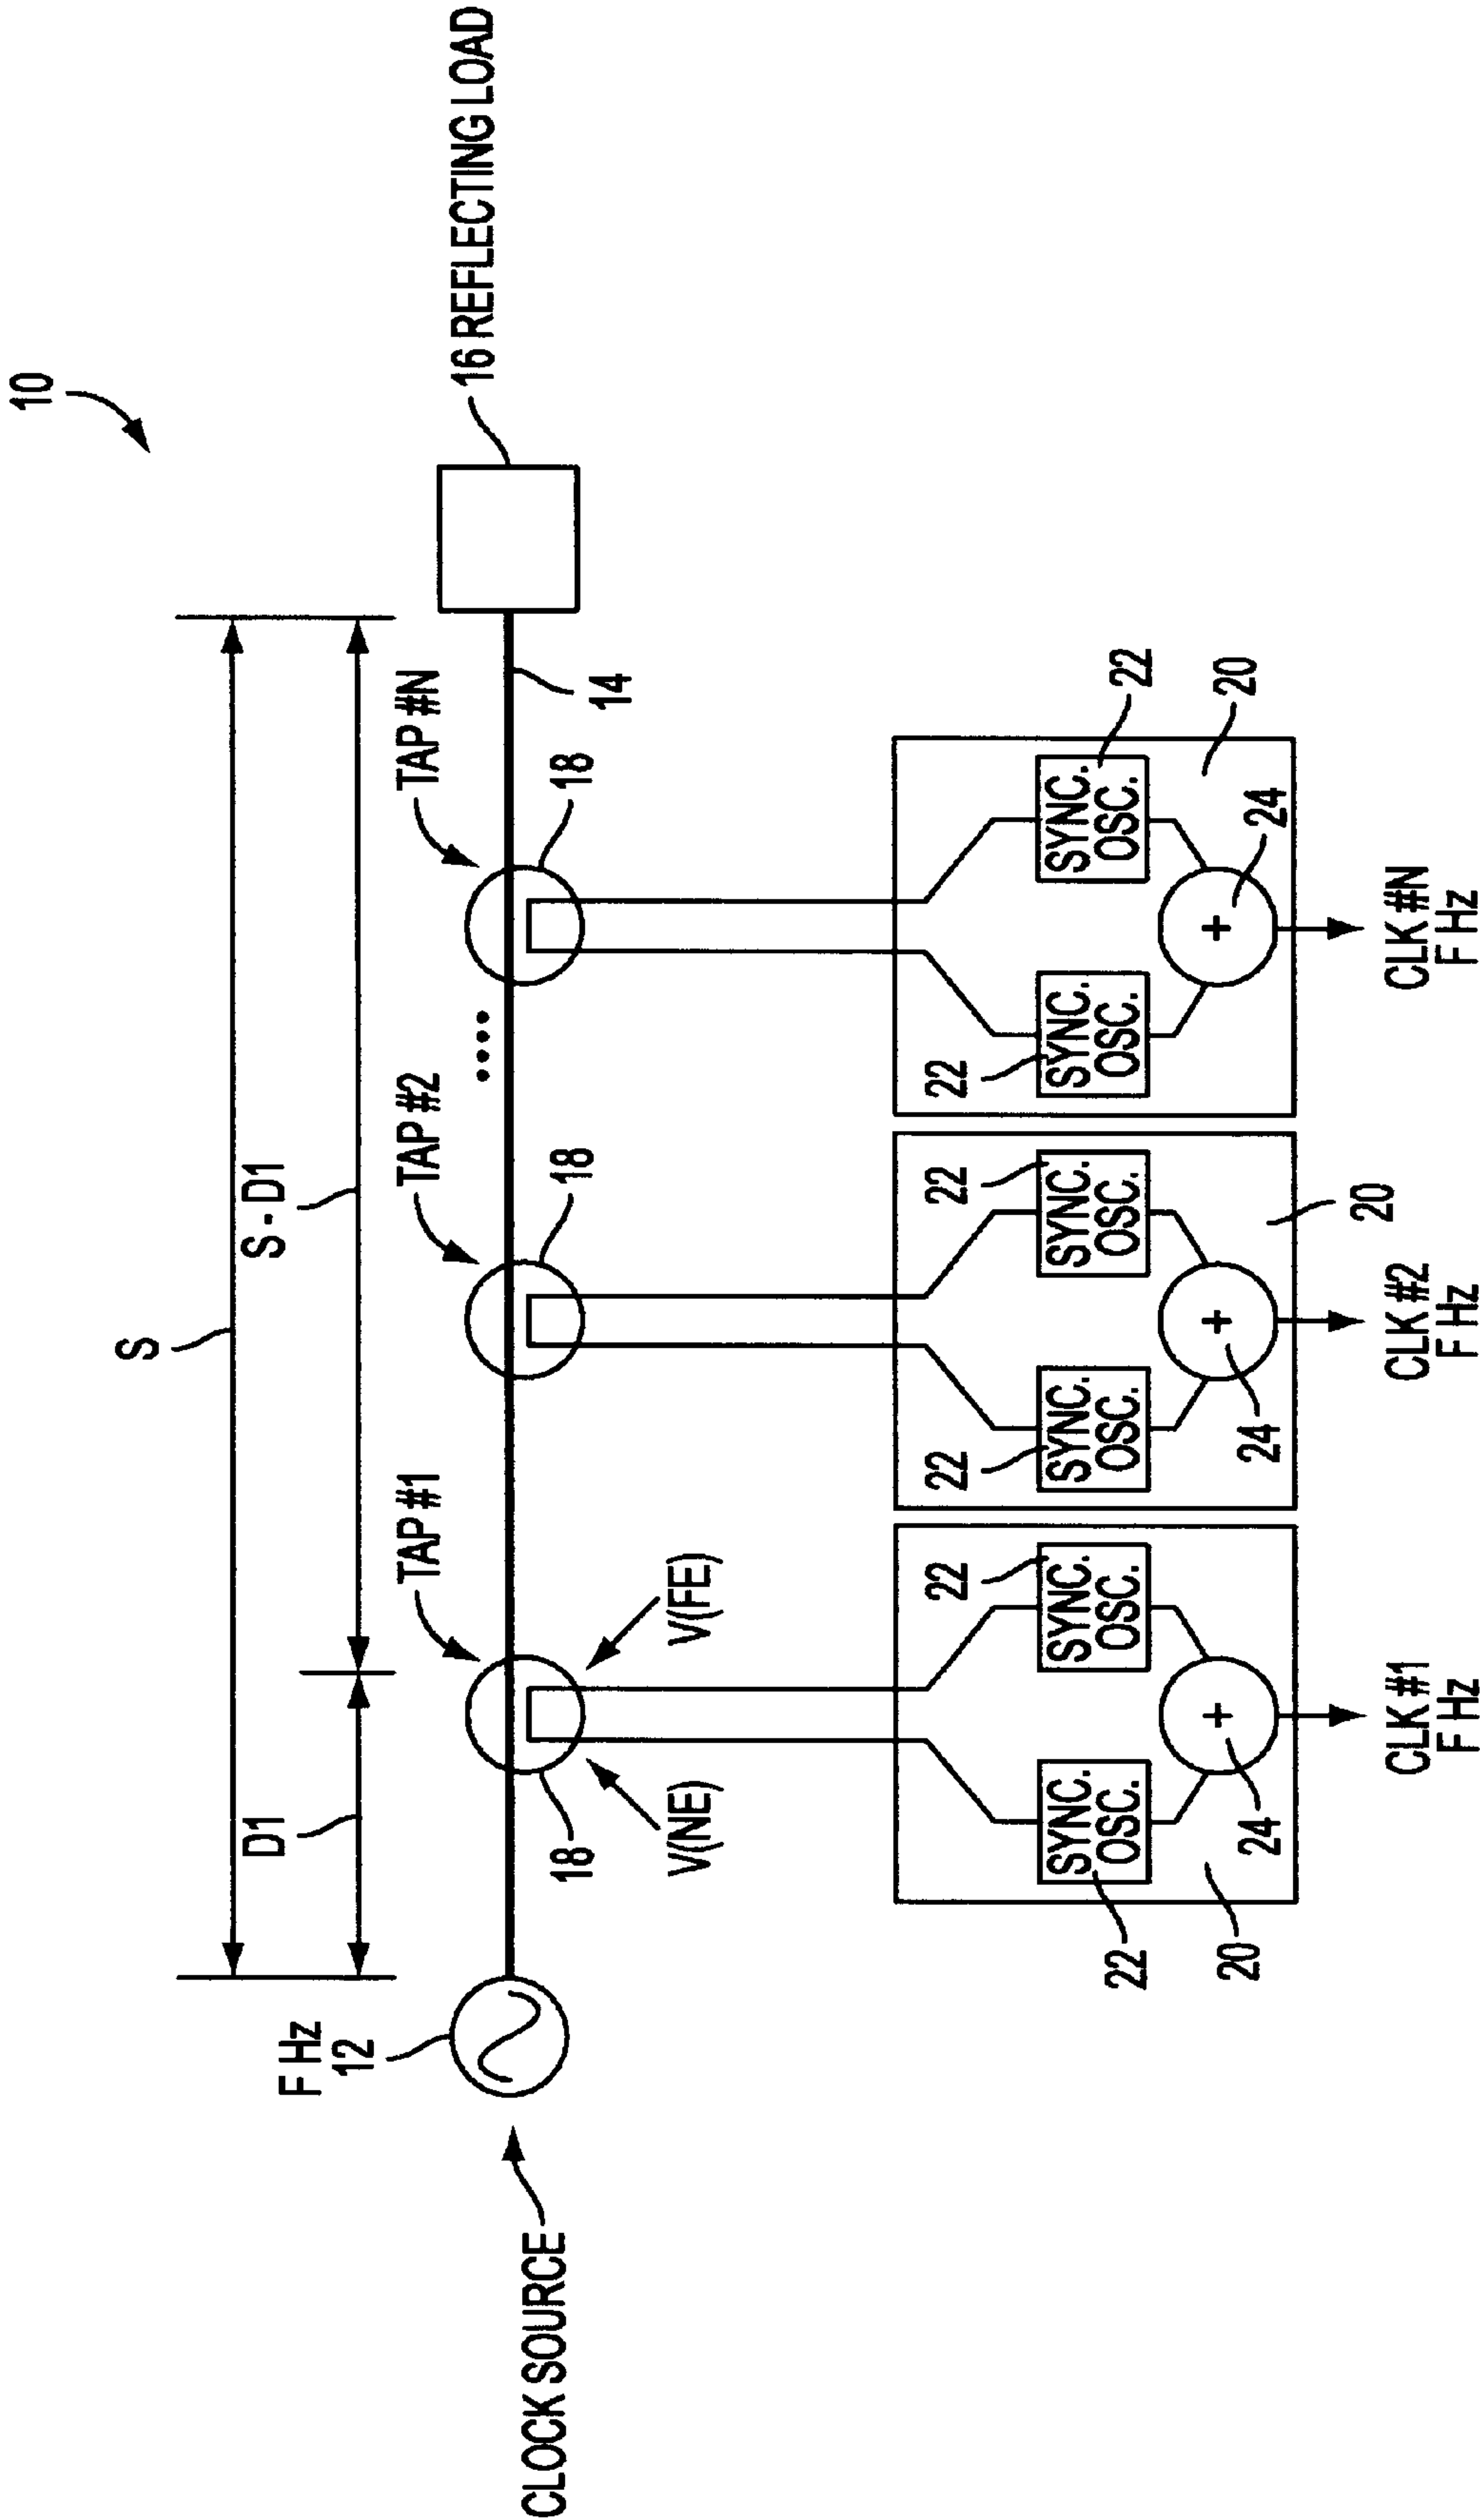 10
S
D1
S - D1
F Hz
12
TAP #1
TAP #2
TAP #N
16 REFLECTING LOAD
CLOCK SOURCE
....
18
18
18
14
V(NE)
V(FE)
22
22
22
22
22
SYNC.
OSC.
SYNC.
OSC.
SYNC.
OSC.
SYNC.
OSC.
SYNC.
OSC.
SYNC.
OSC.
22
+
+
+
20
24
24
20
24
20
CLK #1
F Hz
CLK #2
F Hz
CLK #N
F Hz